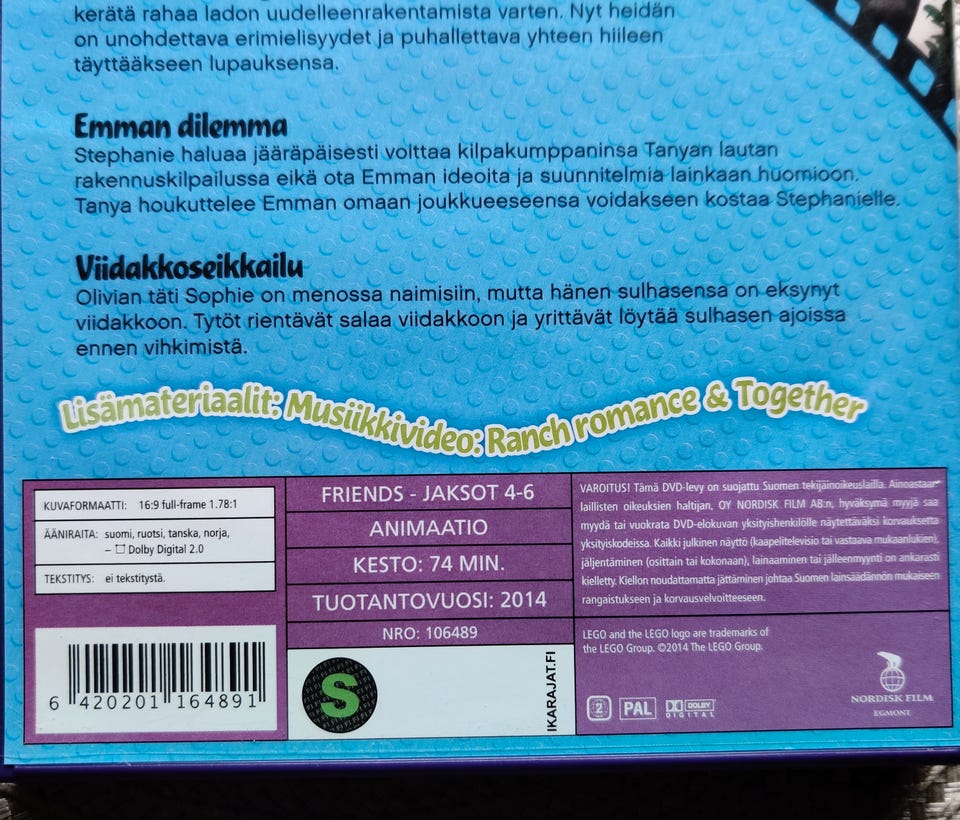 kerätä rahaa ladon uudelleenrakentamista varten. Nyt heidän
on unohdettava erimielisyydet ja puhallettava yhteen hiileen
täyttääkseen lupauksensa.
Emman dilemma
Stephanie haluaa jääräpäisesti volttaa kilpakumppaninsa Tanyan lautan
rakennuskilpailussa eikä ota Emman ideoita ja suunnitelmia lainkaan huomioon.
Tanya houkuttelee Emman omaan joukkueeseensa voidakseen kostaa Stephanielle.
Viidakkoseikkailu
Olivian täti Sophie on menossa naimisiin, mutta hänen sulhasensa on eksynyt
viidakkoon. Tytöt rientävät salaa viidakkoon ja yrittävät löytää sulhasen ajoissa
ennen vihkimistä.
Lisämateriaalit: Musiikkivideo: Ranch romance & Together
KUVAFORMAATTI: 16:9 full-frame 1.78:1
ÄÄNIRAITA: suomi, ruotsi, tanska, norja,
– Dolby Digital 2.0
TEKSTITYS: ei tekstitystä.
6 420201 164891
FRIENDS - JAKSOT 4-6
ANIMAATIO
KESTO: 74 MIN.
TUOTANTOVUOSI: 2014
NRO: 106489
S
IKARAJAT.FI
VAROITUS! Tämä DVD-levy on suojattu Suomen tekijäinoikeuslailla. Ainoastaan
laillisten oikeuksien haltijan, OY NORDISK FILM AB:n, hyväksymä myyjä saa
myydä tai vuokrata DVD-elokuvan yksityishenkilölle näytettäväksi korvauksetta
yksityiskodeissa. Kaikki julkinen näyttö (kaapelitelevisio tai vastaava mukaanlukien),
jäljentäminen (osittain tai kokonaan), lainaaminen tai jälleenmyynti on ankarasti
kielletty. Kiellon noudattamatta jättäminen johtaa Suomen lainsäädännön mukaiseen
rangaistukseen ja korvausvelvoitteeseen.
LEGO and the LEGO logo are trademarks of
the LEGO Group. ©2014 The LEGO Group.
2 PAL DOLBY
DIGITAL
NORDISK FILM
EGMONT